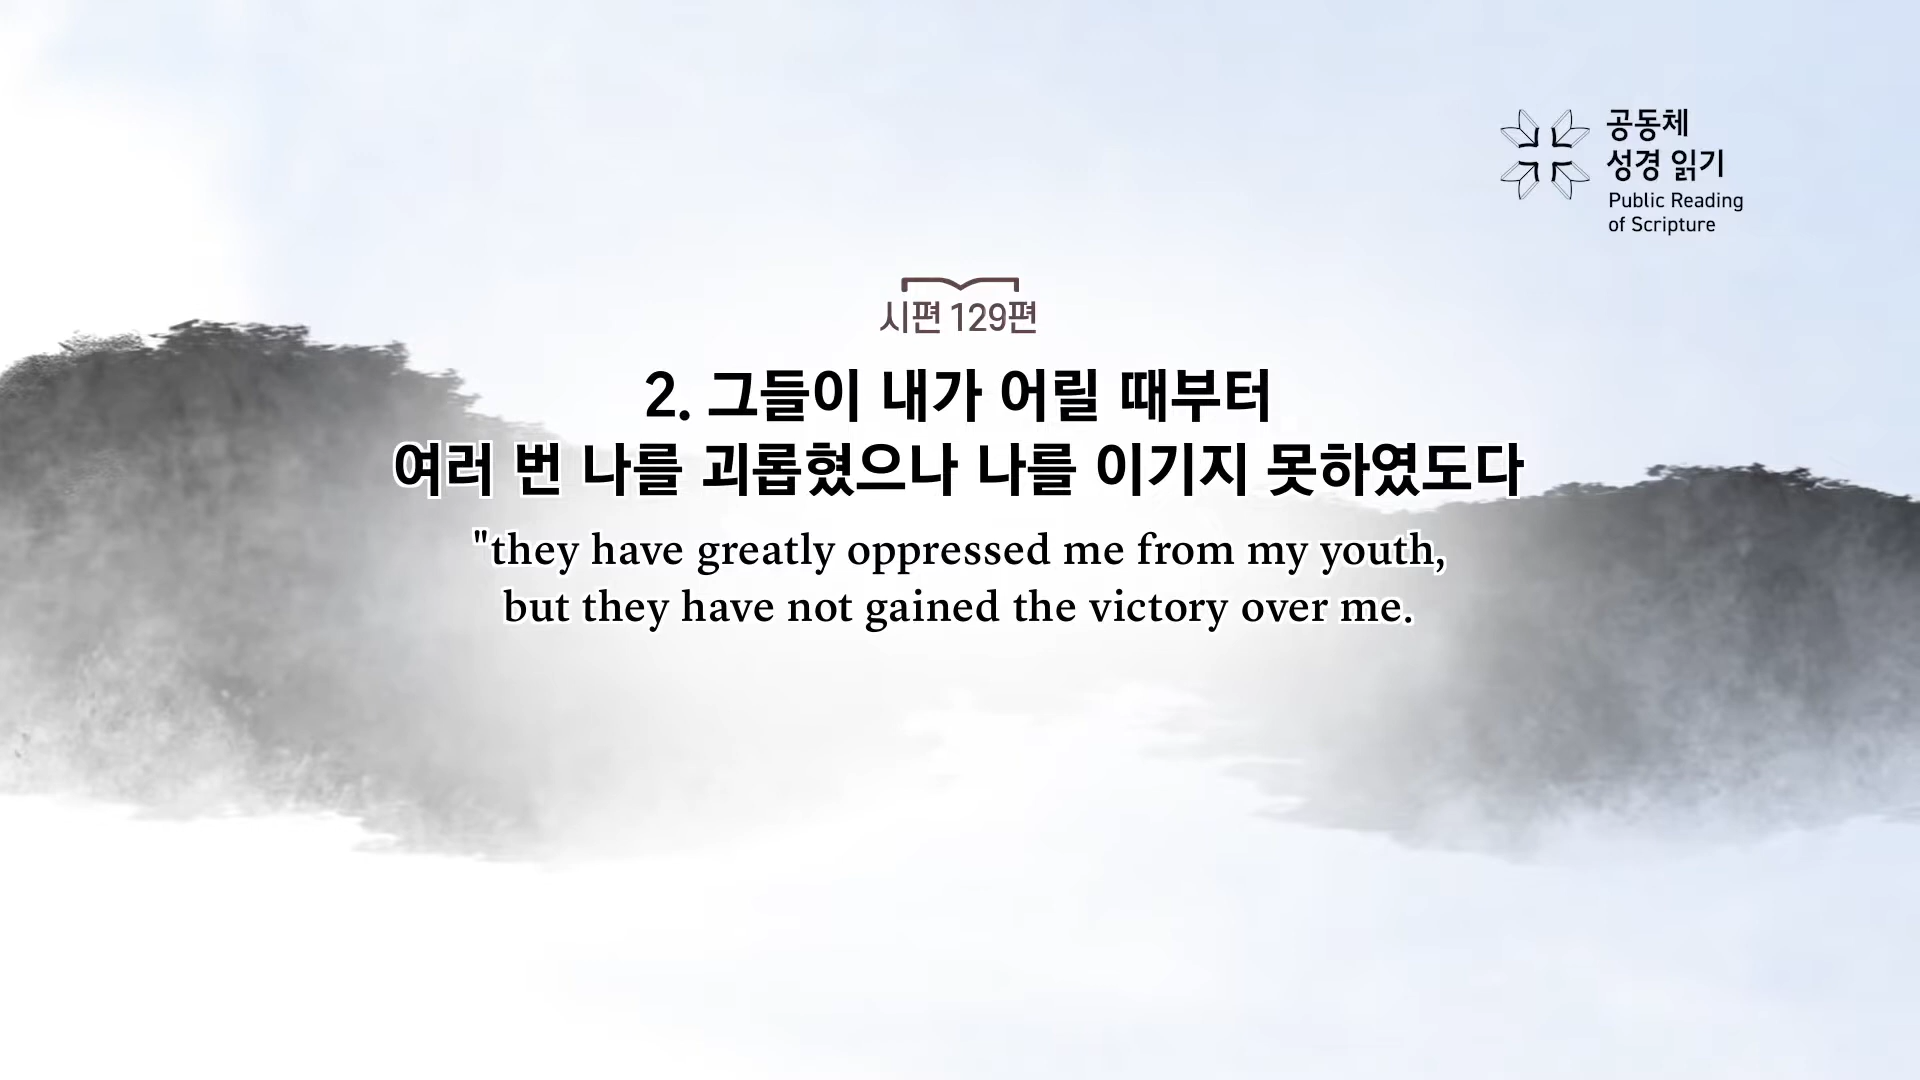 공동체
성경 읽기
Public Reading
of Scripture
시편 129편
2. 그들이 내가 어릴 때부터
여러 번 나를 괴롭혔으나 나를 이기지 못하였도다
"they have greatly oppressed me from my youth,
but they have not gained the victory over me.